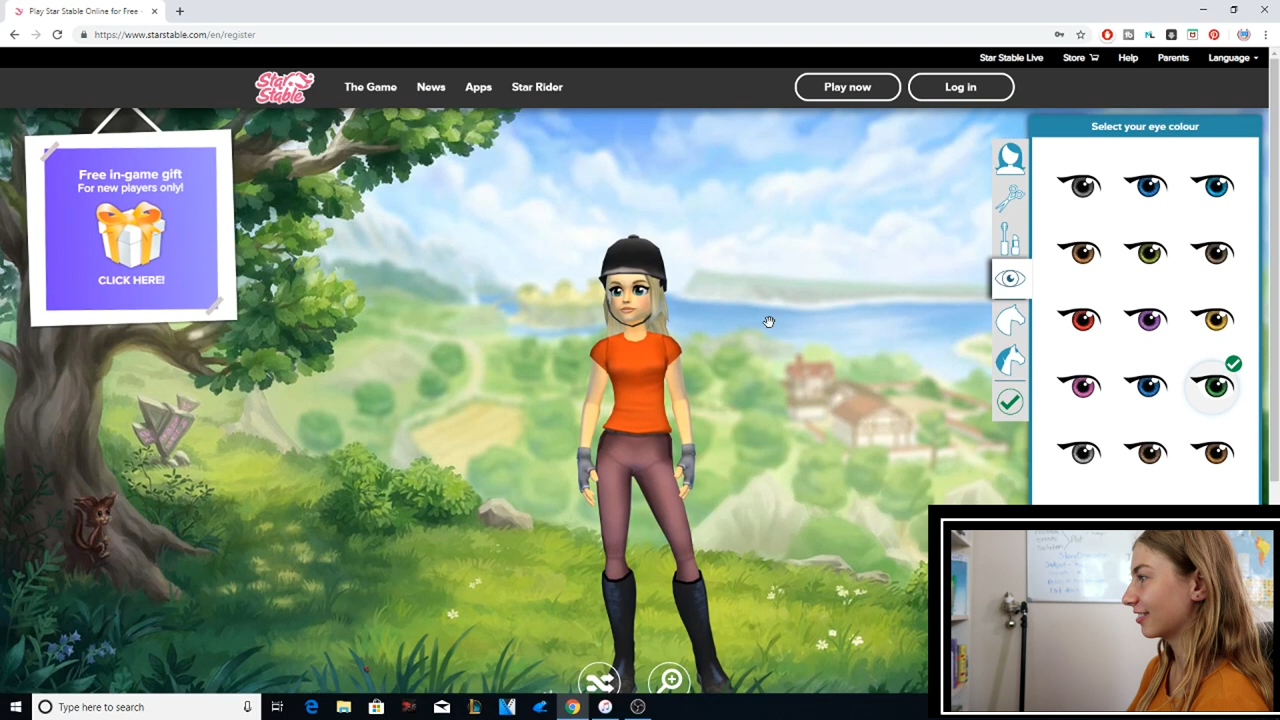 Play Star Stable Online for Free -
https://www.starstable.com/en/register
Star Stable Live
Store
Help
Parents
Language
Star Stable
The Game
News
Apps
Star Rider
Play now
Log in
Free in-game gift
For new players only!
CLICK HERE!
Select your eye colour
Type here to search